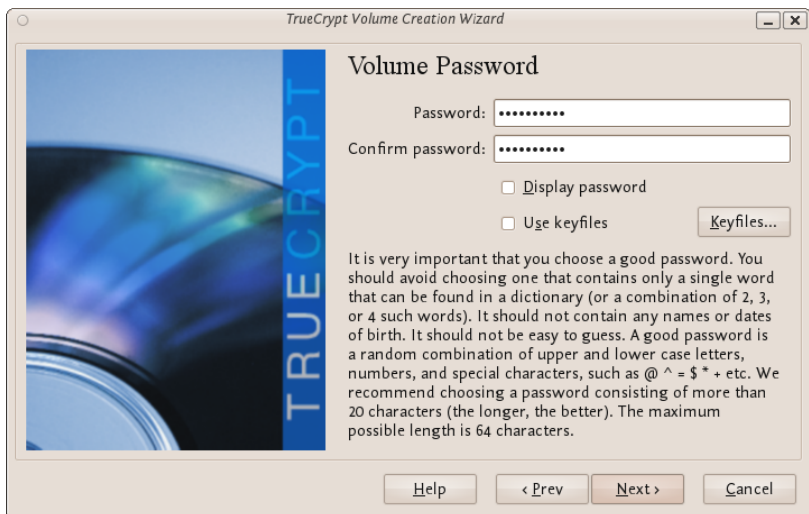 TrueCrypt Volume Creation Wizard
TRUECRYPT
Volume Password
Password: ••••••••••
Confirm password: ••••••••••
Display password
Use keyfiles
Keyfiles...
It is very important that you choose a good password. You
should avoid choosing one that contains only a single word
that can be found in a dictionary (or a combination of 2, 3,
or 4 such words). It should not contain any names or dates
of birth. It should not be easy to guess. A good password is
a random combination of upper and lower case letters,
numbers, and special characters, such as @ ^ = $ * + etc. We
recommend choosing a password consisting of more than
20 characters (the longer, the better). The maximum
possible length is 64 characters.
Help
< Prev
Next >
Cancel